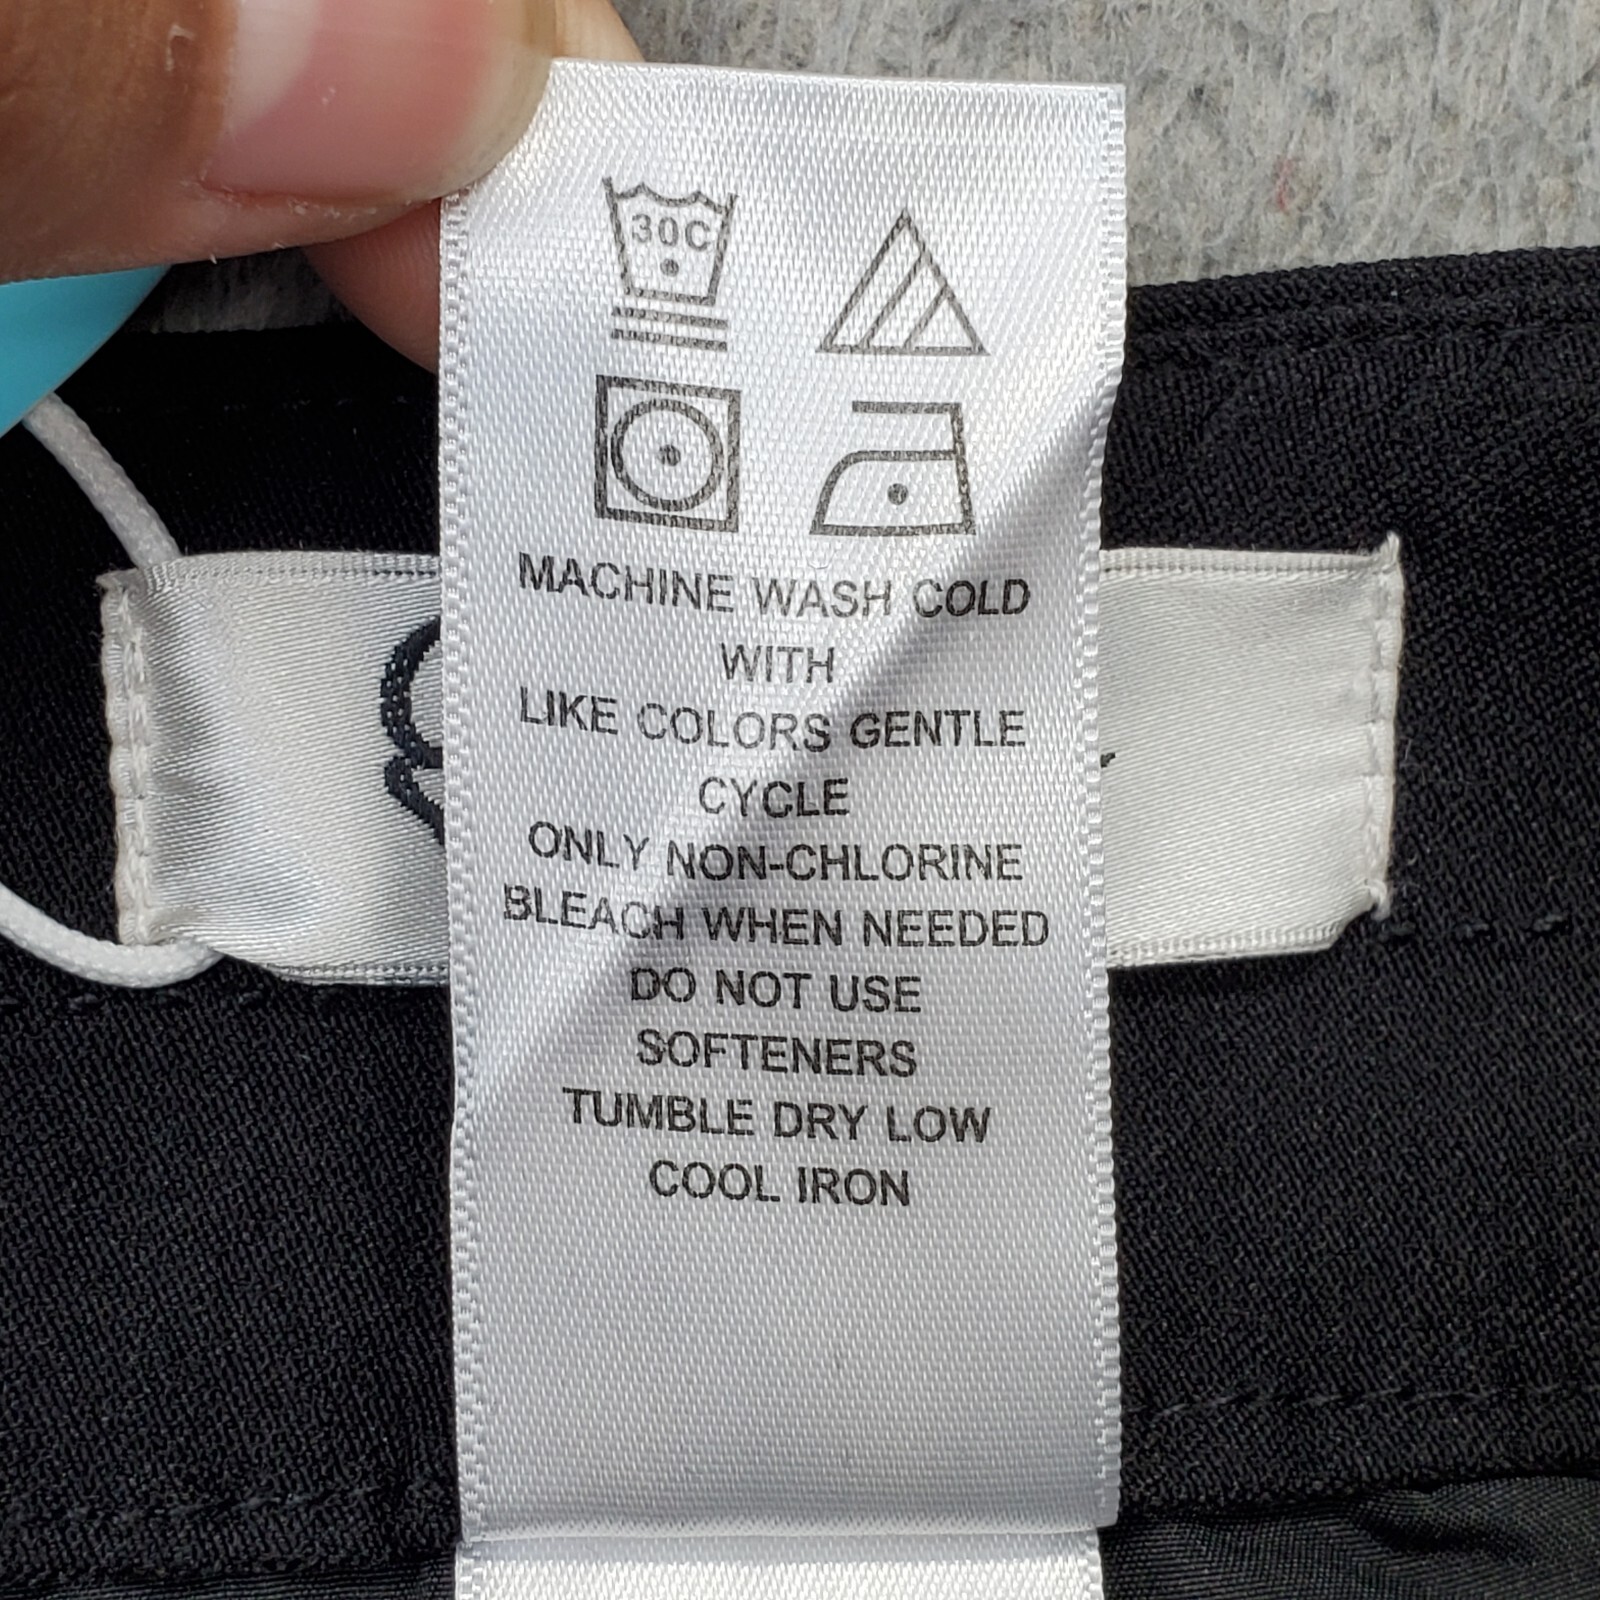 30C
MACHINE WASH COLD
WITH
LIKE COLORS GENTLE
CYCLE
ONLY NON-CHLORINE
BLEACH WHEN NEEDED
DO NOT USE
SOFTENERS
TUMBLE DRY LOW
COOL IRON